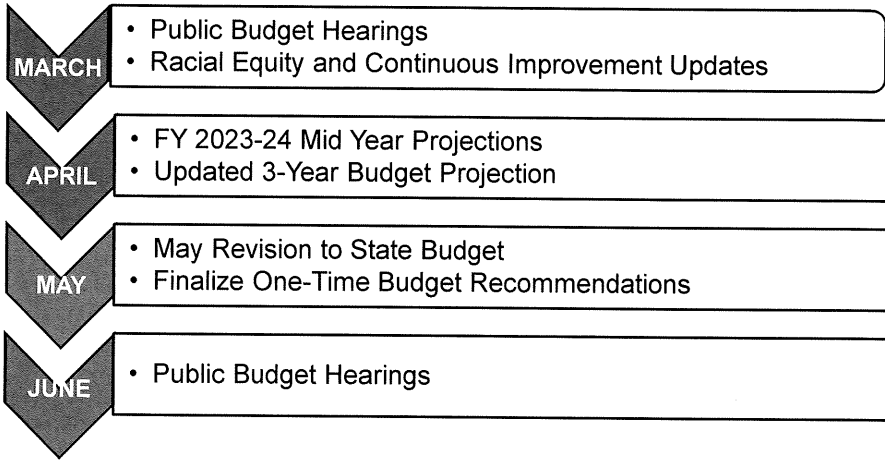 MARCH
• Public Budget Hearings
• Racial Equity and Continuous Improvement Updates
APRIL
• FY 2023-24 Mid Year Projections
• Updated 3-Year Budget Projection
MAY
• May Revision to State Budget
• Finalize One-Time Budget Recommendations
JUNE
• Public Budget Hearings